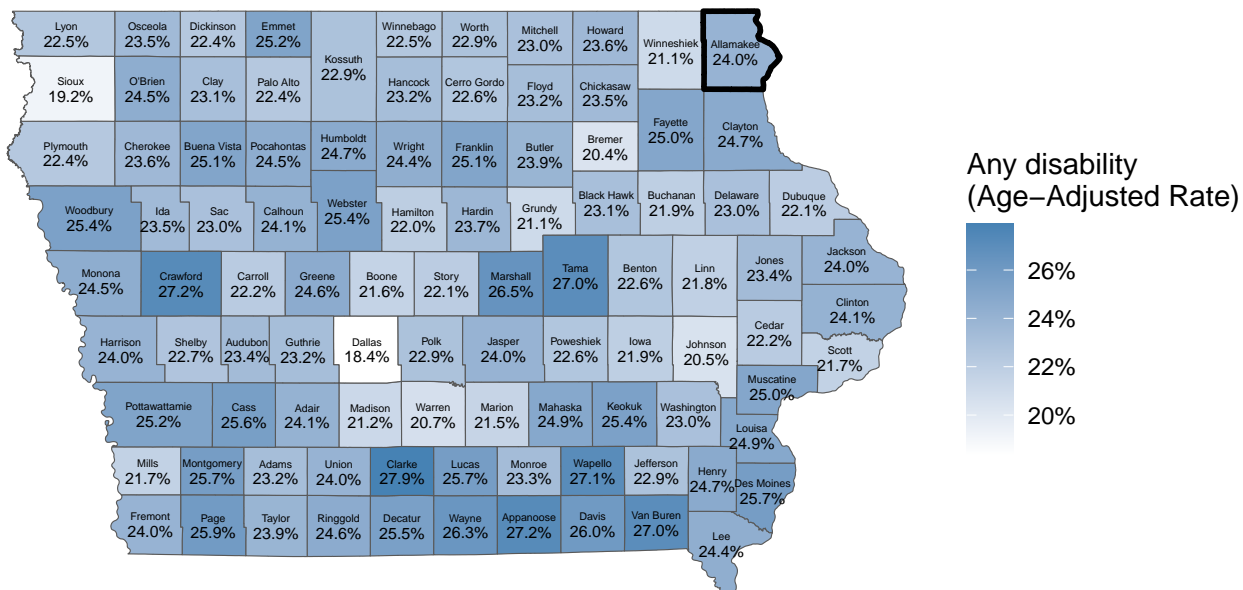 Lyon
22.5%
Osceola
23.5%
Dickinson
22.4%
Emmet
25.2%
Kossuth
22.9%
Winnebago
22.5%
Worth
22.9%
Mitchell
23.0%
Howard
23.6%
Winneshiek
21.1%
Allamakee
24.0%
Sioux
19.2%
O'Brien
24.5%
Clay
23.1%
Palo Alto
22.4%
Hancock
23.2%
Cerro Gordo
22.6%
Floyd
23.2%
Chickasaw
23.5%
Fayette
25.0%
Clayton
24.7%
Plymouth
22.4%
Cherokee
23.6%
Buena Vista
25.1%
Pocahontas
24.5%
Humboldt
24.7%
Wright
24.4%
Franklin
25.1%
Butler
23.9%
Bremer
20.4%
Woodbury
25.4%
Ida
23.5%
Sac
23.0%
Calhoun
24.1%
Webster
25.4%
Hamilton
22.0%
Hardin
23.7%
Grundy
21.1%
Black Hawk
23.1%
Buchanan
21.9%
Delaware
23.0%
Dubuque
22.1%
Monona
24.5%
Crawford
27.2%
Carroll
22.2%
Greene
24.6%
Boone
21.6%
Story
22.1%
Marshall
26.5%
Tama
27.0%
Benton
22.6%
Linn
21.8%
Jones
23.4%
Jackson
24.0%
Clinton
24.1%
Harrison
24.0%
Shelby
22.7%
Audubon
23.4%
Guthrie
23.2%
Dallas
18.4%
Polk
22.9%
Jasper
24.0%
Poweshiek
22.6%
Iowa
21.9%
Johnson
20.5%
Cedar
22.2%
Scott
21.7%
Muscatine
25.0%
Pottawattamie
25.2%
Cass
25.6%
Adair
24.1%
Madison
21.2%
Warren
20.7%
Marion
21.5%
Mahaska
24.9%
Keokuk
25.4%
Washington
23.0%
Louisa
24.9%
Mills
21.7%
Montgomery
25.7%
Adams
23.2%
Union
24.0%
Clarke
27.9%
Lucas
25.7%
Monroe
23.3%
Wapello
27.1%
Jefferson
22.9%
Henry
24.7%
Des Moines
25.7%
Fremont
24.0%
Page
25.9%
Taylor
23.9%
Ringgold
24.6%
Decatur
25.5%
Wayne
26.3%
Appanoose
27.2%
Davis
26.0%
Van Buren
27.0%
Lee
24.4%
Any disability
(Age−Adjusted Rate)
26%
24%
22%
20%